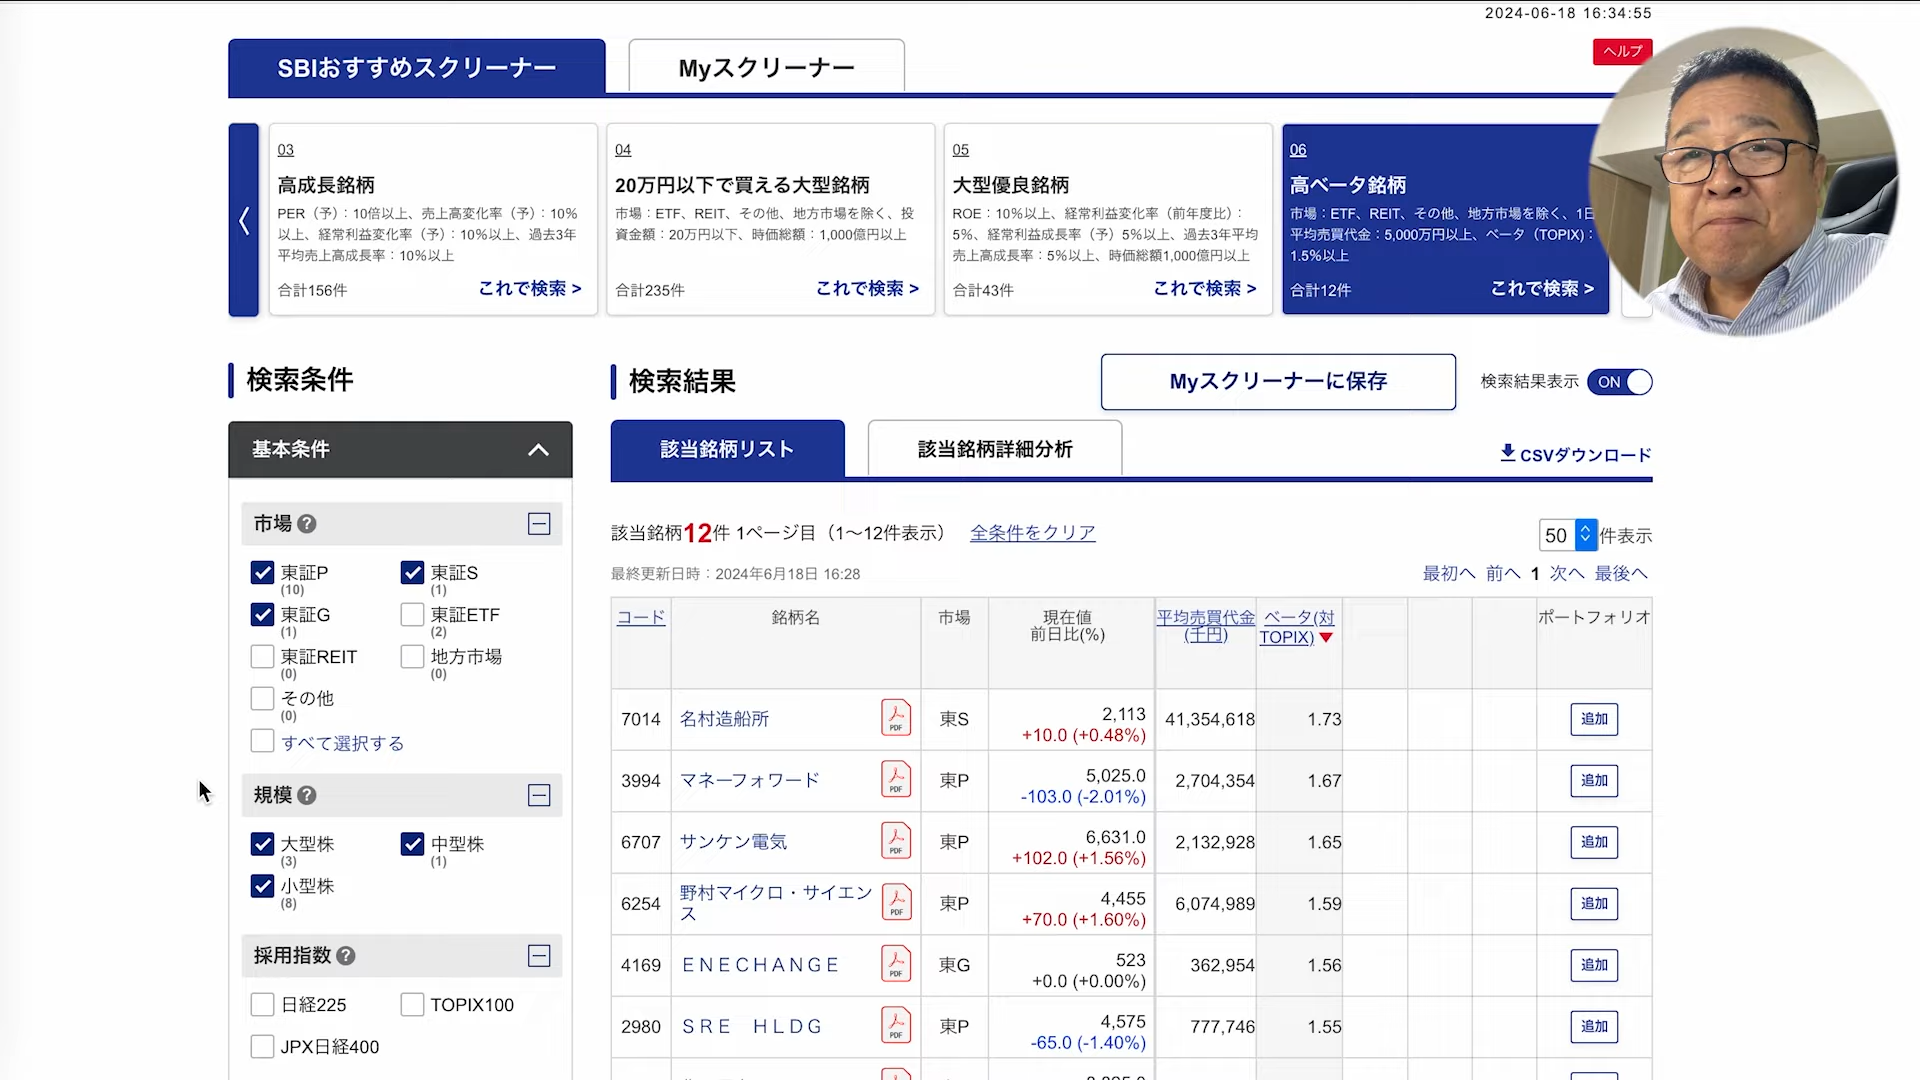 2024-06-18 16:34:55
SBIおすすめスクリーナー
Myスクリーナー
ヘルプ
03
高成長銘柄
PER（予）：10倍以上、売上高変化率（予）：10%
以上、経常利益変化率（予）：10%以上、過去3年
平均売上高成長率：10%以上
合計156件
これで検索 >
04
20万円以下で買える大型銘柄
市場：ETF、REIT、その他、地方市場を除く、投
資金額：20万円以下、時価総額：1,000億円以上
合計235件
これで検索 >
05
大型優良銘柄
ROE：10%以上、経常利益変化率（前年度比）：
5%、経常利益成長率（予）5%以上、過去3年平均
売上高成長率：5%以上、時価総額1,000億円以上
合計43件
これで検索 >
06
高ベータ銘柄
市場：ETF、REIT、その他、地方市場を除く、1日
平均売買代金：5,000万円以上、ベータ（TOPIX）：
1.5%以上
合計12件
これで検索 >
検索条件
基本条件
市場 ?
東証P
(10)
東証S
(1)
東証G
(1)
東証ETF
(2)
東証REIT
(0)
地方市場
(0)
その他
(0)
すべて選択する
規模 ?
大型株
(3)
中型株
(1)
小型株
(8)
採用指数 ?
日経225
TOPIX100
JPX日経400
検索結果
Myスクリーナーに保存
検索結果表示 ON
該当銘柄リスト
該当銘柄詳細分析
CSVダウンロード
該当銘柄12件 1ページ目（1〜12件表示） 全条件をクリア
50 件表示
最終更新日時：2024年6月18日 16:28
最初へ 前へ 1 次へ 最後へ
コード 銘柄名 市場 現在値 平均売買代金 ベータ(対 ポートフォリオ
前日比(%) (千円) TOPIX)
7014 名村造船所 PDF 東S 2,113 41,354,618 1.73 追加
+10.0 (+0.48%)
3994 マネーフォワード PDF 東P 5,025.0 2,704,354 1.67 追加
-103.0 (-2.01%)
6707 サンケン電気 PDF 東P 6,631.0 2,132,928 1.65 追加
+102.0 (+1.56%)
6254 野村マイクロ・サイエン PDF 東P 4,455 6,074,989 1.59 追加
ス +70.0 (+1.60%)
4169 ＥＮＥＣＨＡＮＧＥ PDF 東G 523 362,954 1.56 追加
+0.0 (+0.00%)
2980 ＳＲＥ　ＨＬＤＧ PDF 東P 4,575 777,746 1.55 追加
-65.0 (-1.40%)